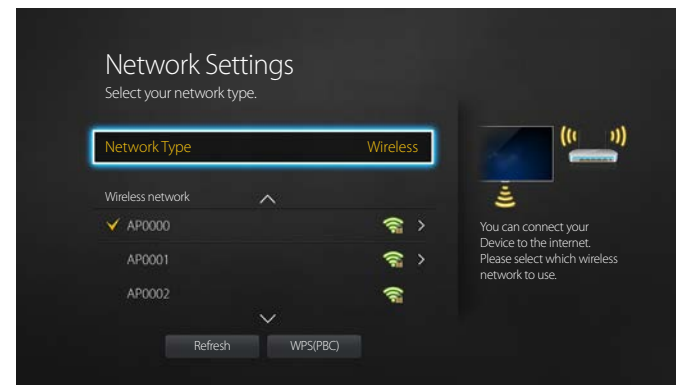 Network Settings
Select your network type.
Network Type Wireless
Wireless network
AP0000
AP0001
AP0002
Refresh WPS(PBC)
You can connect your
Device to the internet.
Please select which wireless
network to use.